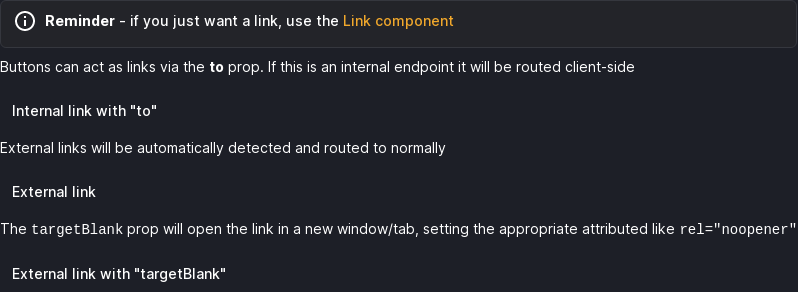 Reminder - if you just want a link, use the Link component
Buttons can act as links via the to prop. If this is an internal endpoint it will be routed client-side
Internal link with "to"
External links will be automatically detected and routed to normally
External link
The targetBlank prop will open the link in a new window/tab, setting the appropriate attributed like rel="noopener"
External link with "targetBlank"